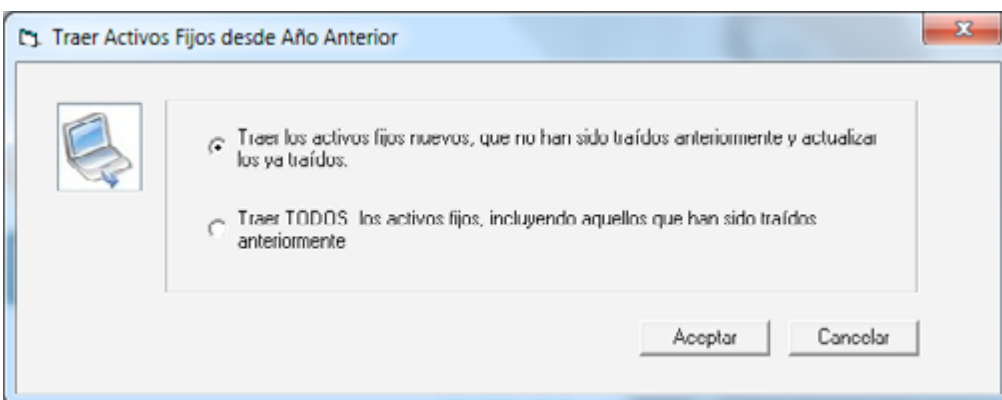 Traer Activos Fijos desde Año Anterior
Traer los activos fijos nuevos, que no han sido traídos anteriormente y actualizar
los ya traídos.
Traer TODOS los activos fijos, incluyendo aquellos que han sido traídos
anteriormente
Aceptar
Cancelar